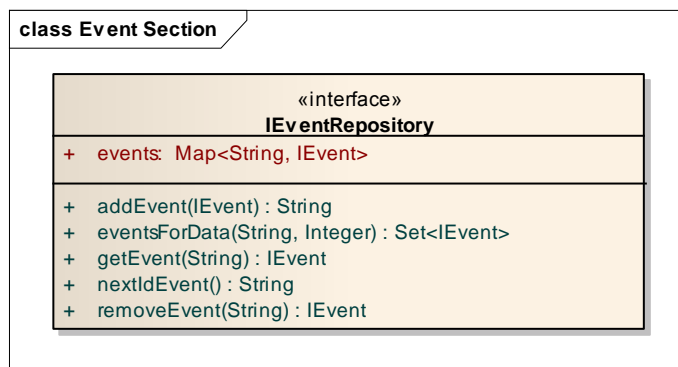 class Event Section
«interface»
IEventRepository
+ events: Map<String, IEvent>
+ addEvent(IEvent) : String
+ eventsForData(String, Integer) : Set<IEvent>
+ getEvent(String) : IEvent
+ nextIdEvent() : String
+ removeEvent(String) : IEvent